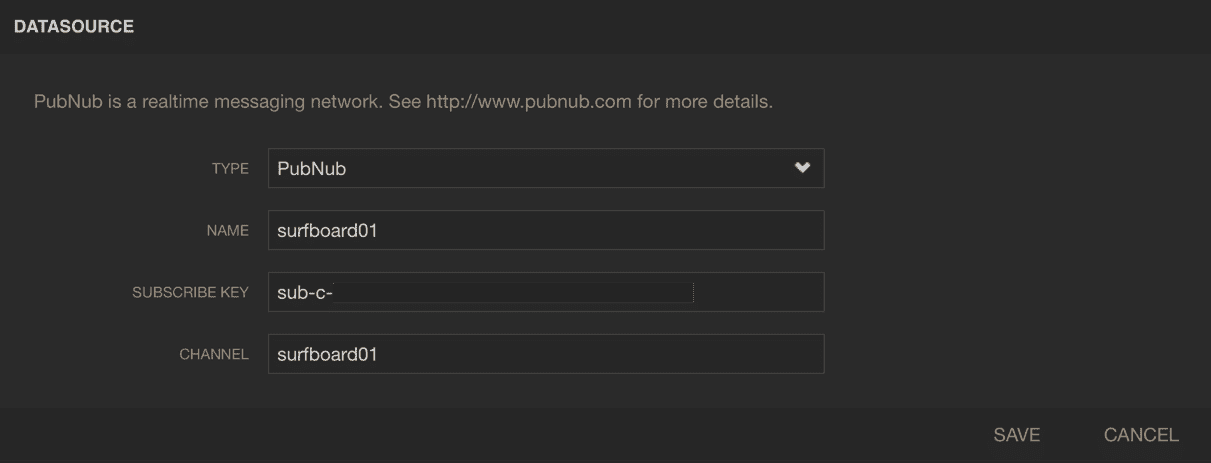 DATASOURCE
PubNub is a realtime messaging network. See http://www.pubnub.com for more details.
TYPE PubNub
NAME surfboard01
SUBSCRIBE KEY sub-c-
CHANNEL surfboard01
SAVE CANCEL